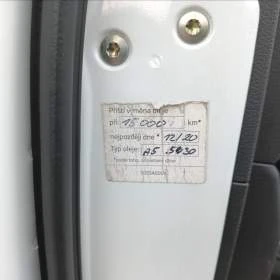 Příští výměna oleje
při 15 000 km*
nejpozději dne* 12/20
Typ oleje: A5 5W30